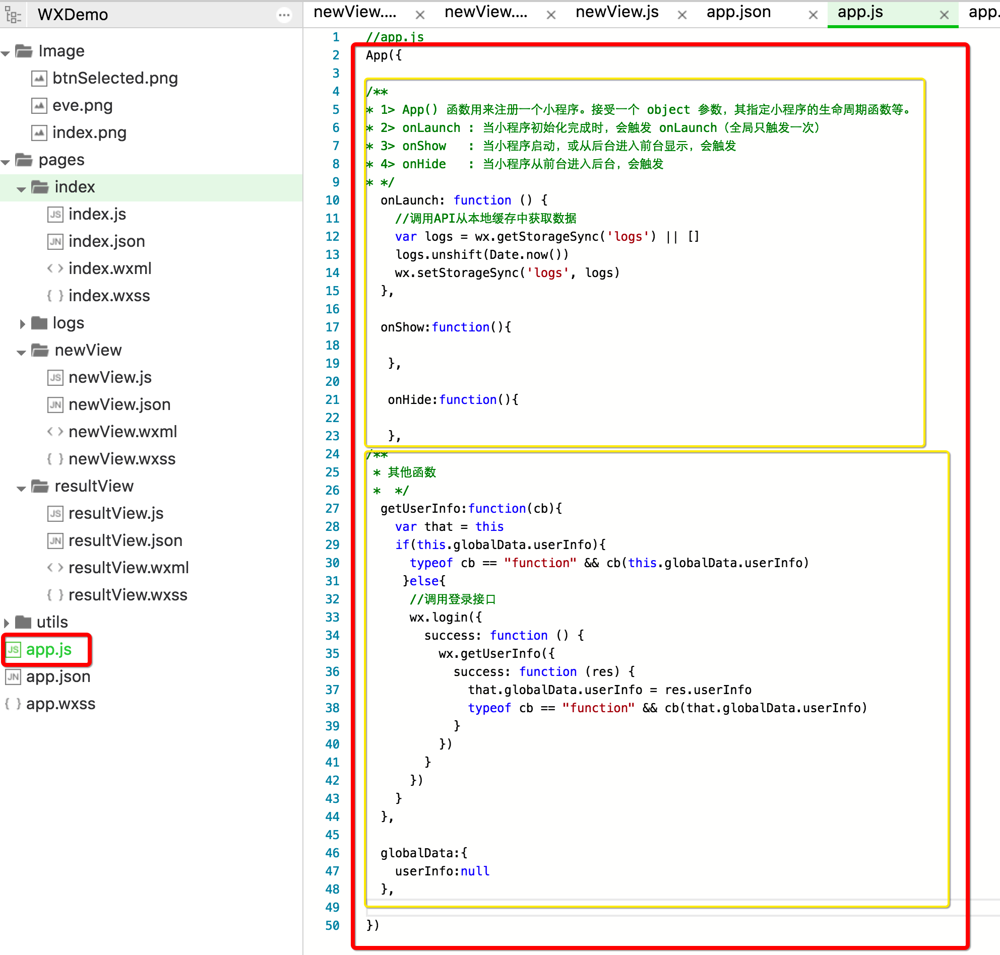 WXDemo
Image
btnSelected.png
eve.png
index.png
pages
index
JS index.js
JN index.json
< > index.wxml
{ } index.wxss
logs
newView
JS newView.js
JN newView.json
< > newView.wxml
{ } newView.wxss
resultView
JS resultView.js
JN resultView.json
< > resultView.wxml
{ } resultView.wxss
utils
JS app.js
JN app.json
{ } app.wxss
newView.... × newView.... × newView.js × app.json × app.js × app.
1 //app.js
2 App({
3
4 /**
5 * 1> App() 函数用来注册一个小程序。接受一个 object 参数，其指定小程序的生命周期函数等。
6 * 2> onLaunch : 当小程序初始化完成时，会触发 onLaunch（全局只触发一次）
7 * 3> onShow   : 当小程序启动，或从后台进入前台显示，会触发
8 * 4> onHide   : 当小程序从前台进入后台，会触发
9 * */
10   onLaunch: function () {
11     //调用API从本地缓存中获取数据
12     var logs = wx.getStorageSync('logs') || []
13     logs.unshift(Date.now())
14     wx.setStorageSync('logs', logs)
15   },
16
17   onShow:function(){
18
19    },
20
21    onHide:function(){
22
23    },
24 /**
25  * 其他函数
26  *  */
27   getUserInfo:function(cb){
28     var that = this
29     if(this.globalData.userInfo){
30       typeof cb == "function" && cb(this.globalData.userInfo)
31      }else{
32       //调用登录接口
33       wx.login({
34         success: function () {
35           wx.getUserInfo({
36             success: function (res) {
37               that.globalData.userInfo = res.userInfo
38               typeof cb == "function" && cb(that.globalData.userInfo)
39             }
40           })
41         }
42       })
43     }
44   },
45
46   globalData:{
47     userInfo:null
48   },
49
50 })